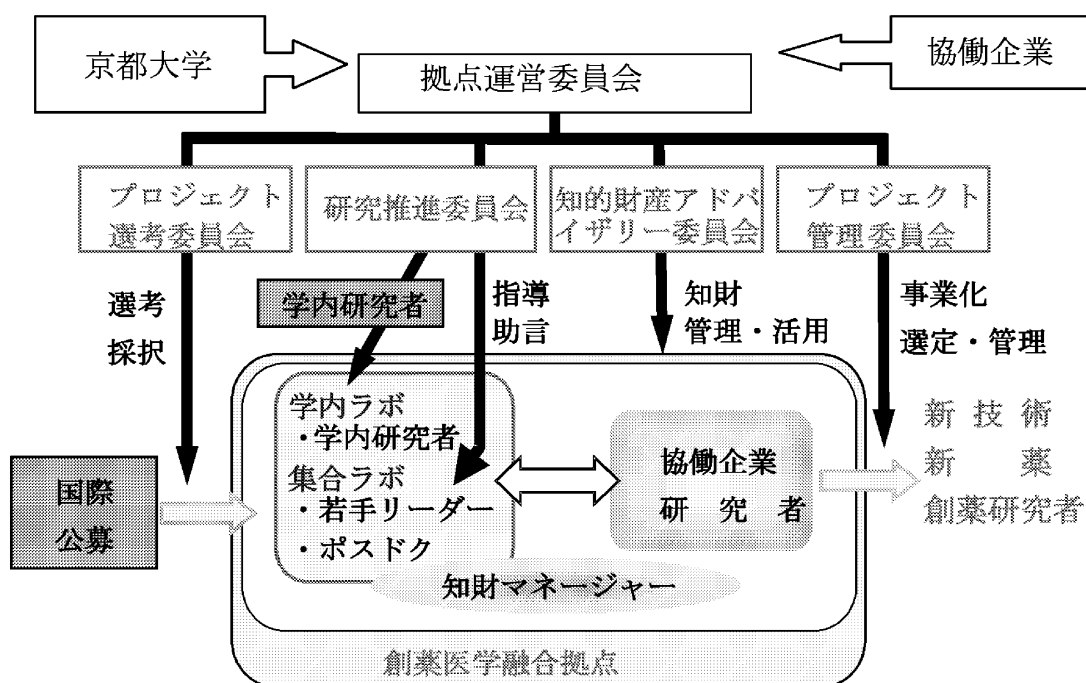 京都大学
拠点運営委員会
協働企業
プロジェクト
選考委員会
研究推進委員会
知的財産アドバ
イザリー委員会
プロジェクト
管理委員会
選考
採択
学内研究者
指導
助言
知財
管理・活用
事業化
選定・管理
学内ラボ
・学内研究者
集合ラボ
・若手リーダー
・ポスドク
協働企業
研究者
知財マネージャー
国際
公募
新技術
新薬
創薬研究者
創薬医学融合拠点